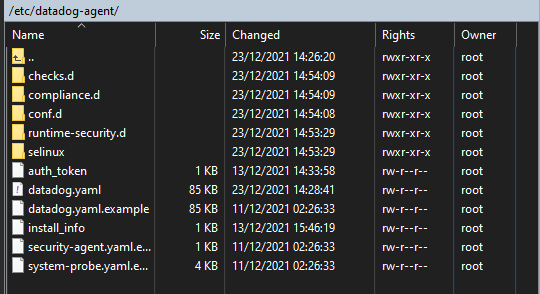 /etc/datadog-agent/
Name Size Changed Rights Owner
.. 23/12/2021 14:26:20 rwxr-xr-x root
checks.d 23/12/2021 14:54:09 rwxr-xr-x root
compliance.d 23/12/2021 14:54:09 rwxr-xr-x root
conf.d 23/12/2021 14:54:08 rwxr-xr-x root
runtime-security.d 23/12/2021 14:53:29 rwxr-xr-x root
selinux 23/12/2021 14:53:29 rwxr-xr-x root
auth_token 1 KB 13/12/2021 14:33:58 rw-r--r-- root
datadog.yaml 85 KB 23/12/2021 14:28:41 rw-r--r-- root
datadog.yaml.example 85 KB 11/12/2021 02:26:33 rw-r--r-- root
install_info 1 KB 13/12/2021 15:46:19 rw-r--r-- root
security-agent.yaml.e... 1 KB 11/12/2021 02:26:33 rw-r--r-- root
system-probe.yaml.e... 4 KB 11/12/2021 02:26:33 rw-r--r-- root